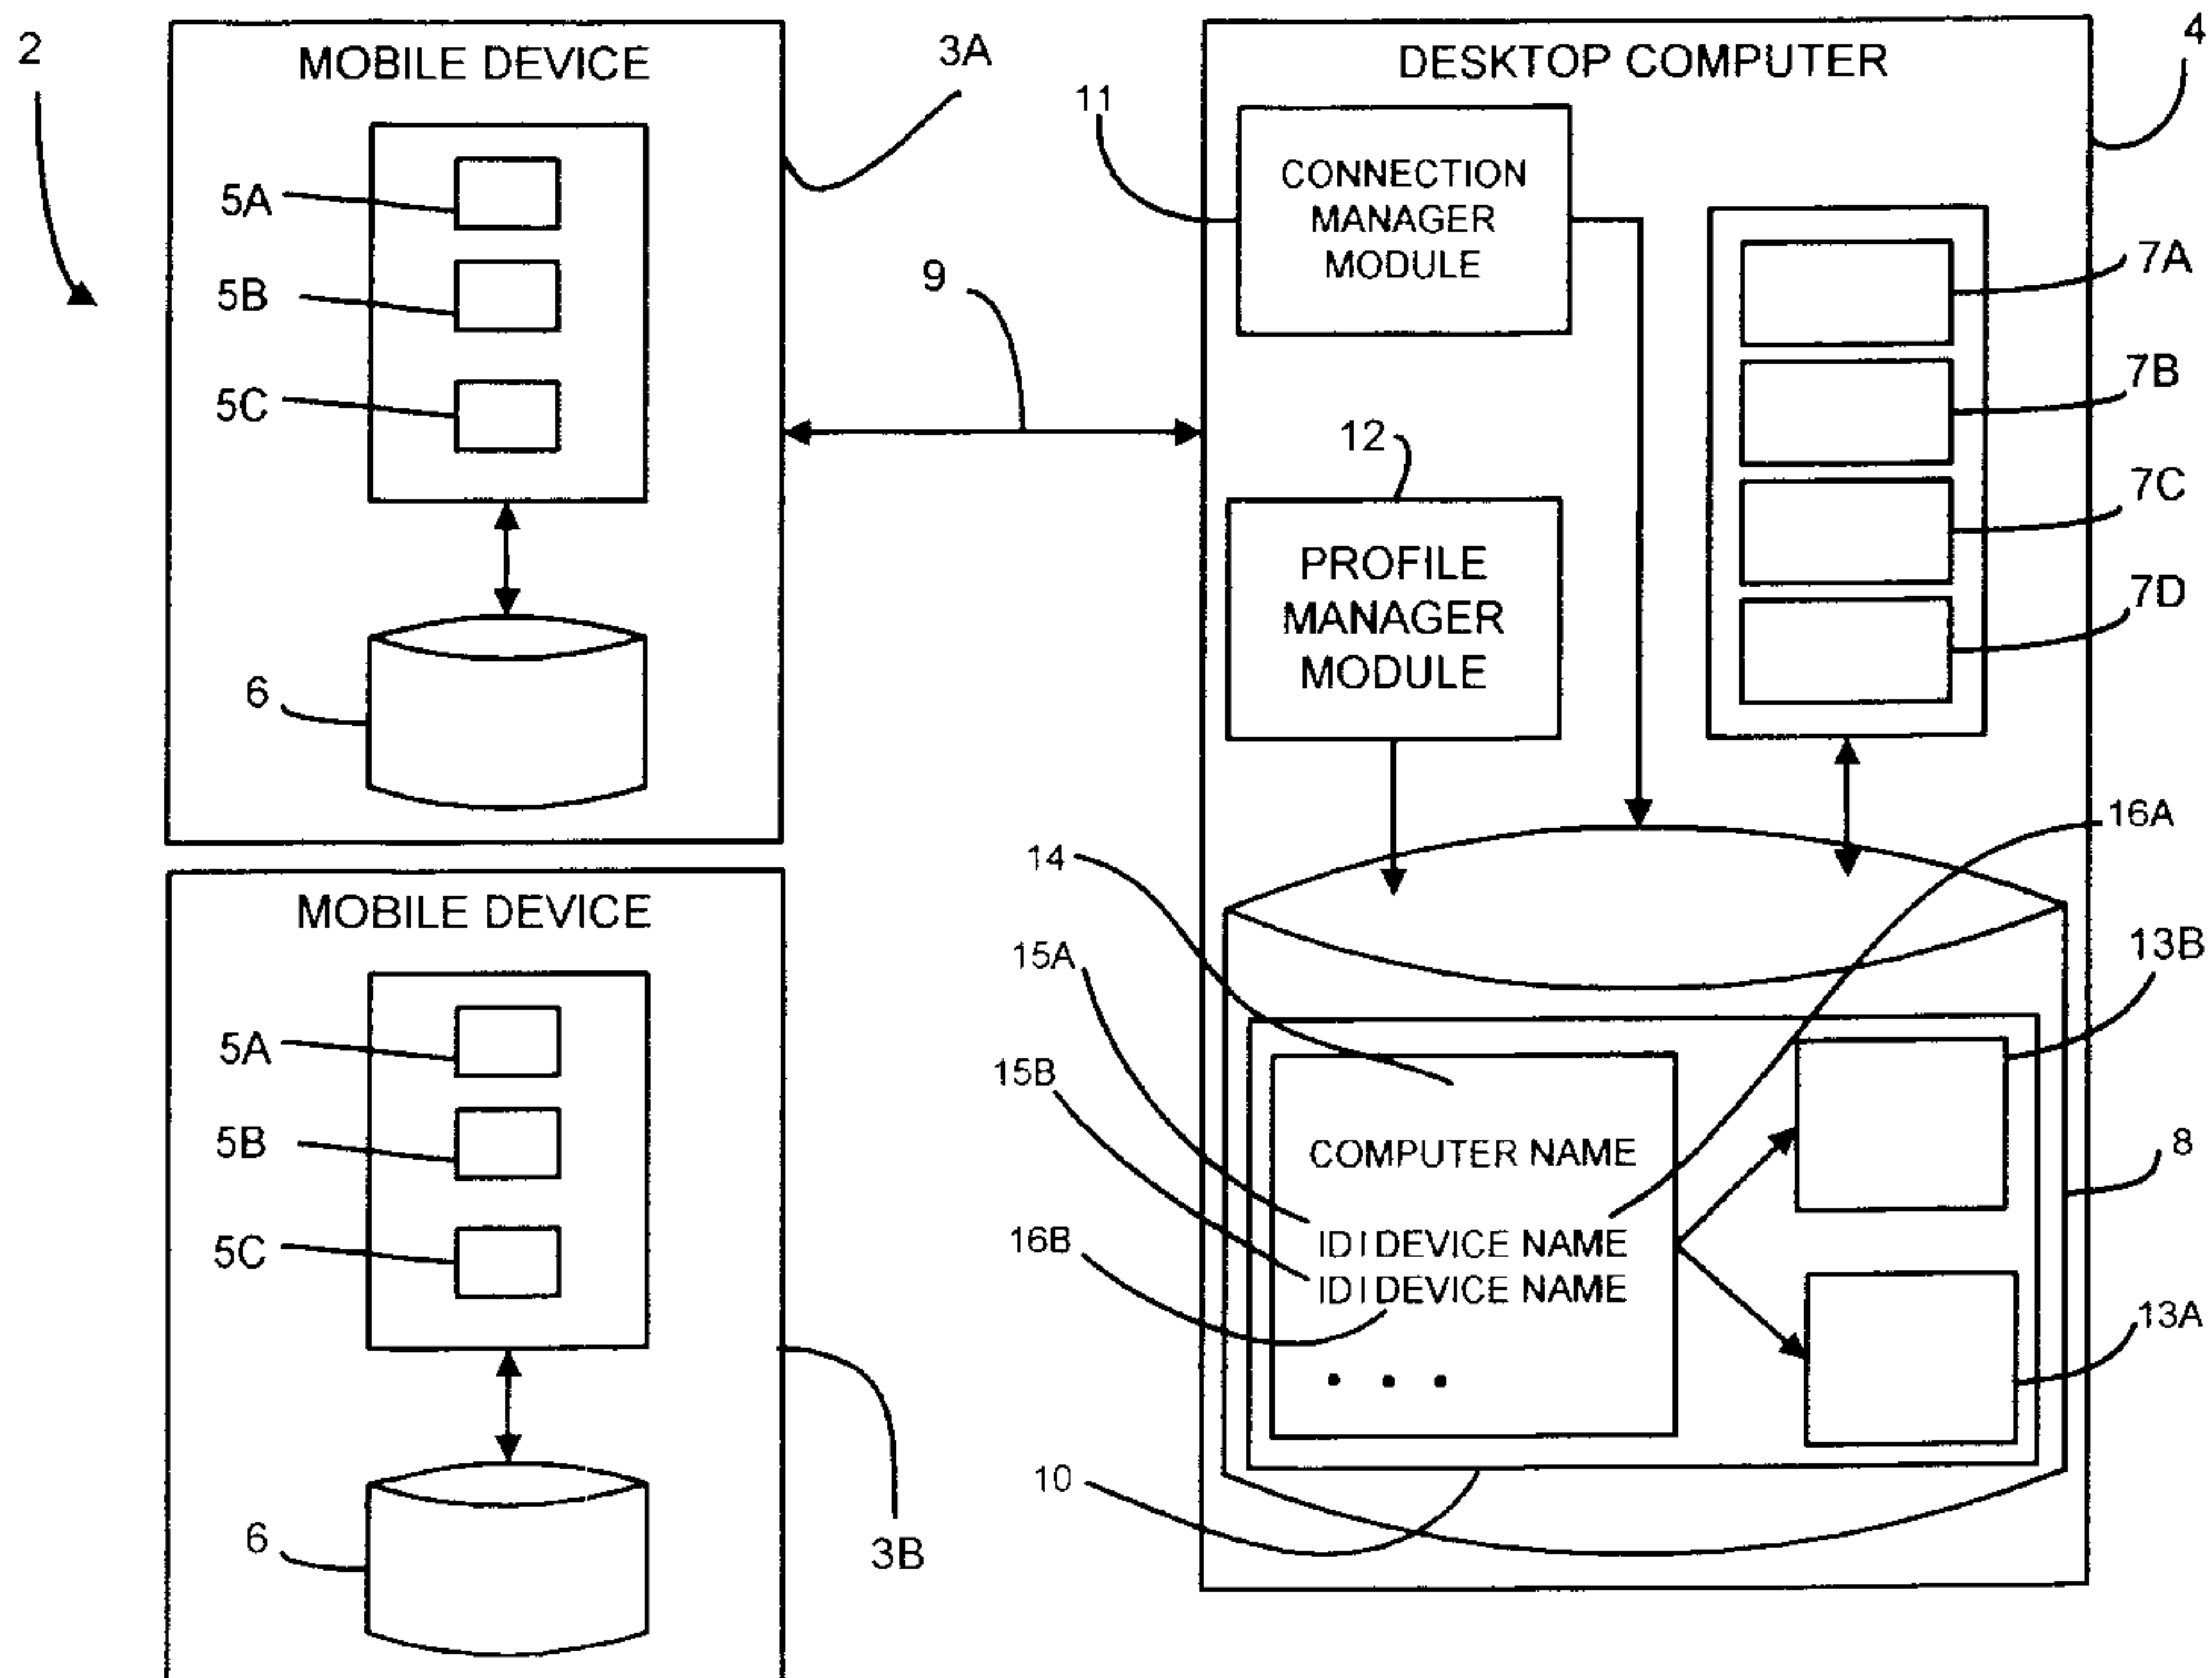 2
MOBILE DEVICE
3A
5A
5B
5C
6
9
MOBILE DEVICE
5A
5B
5C
6
3B
DESKTOP COMPUTER
4
11
CONNECTION
MANAGER
MODULE
7A
7B
7C
7D
12
PROFILE
MANAGER
MODULE
16A
14
15A
13B
15B
COMPUTER NAME
8
16B
ID | DEVICE NAME
ID | DEVICE NAME
13A
• • •
10